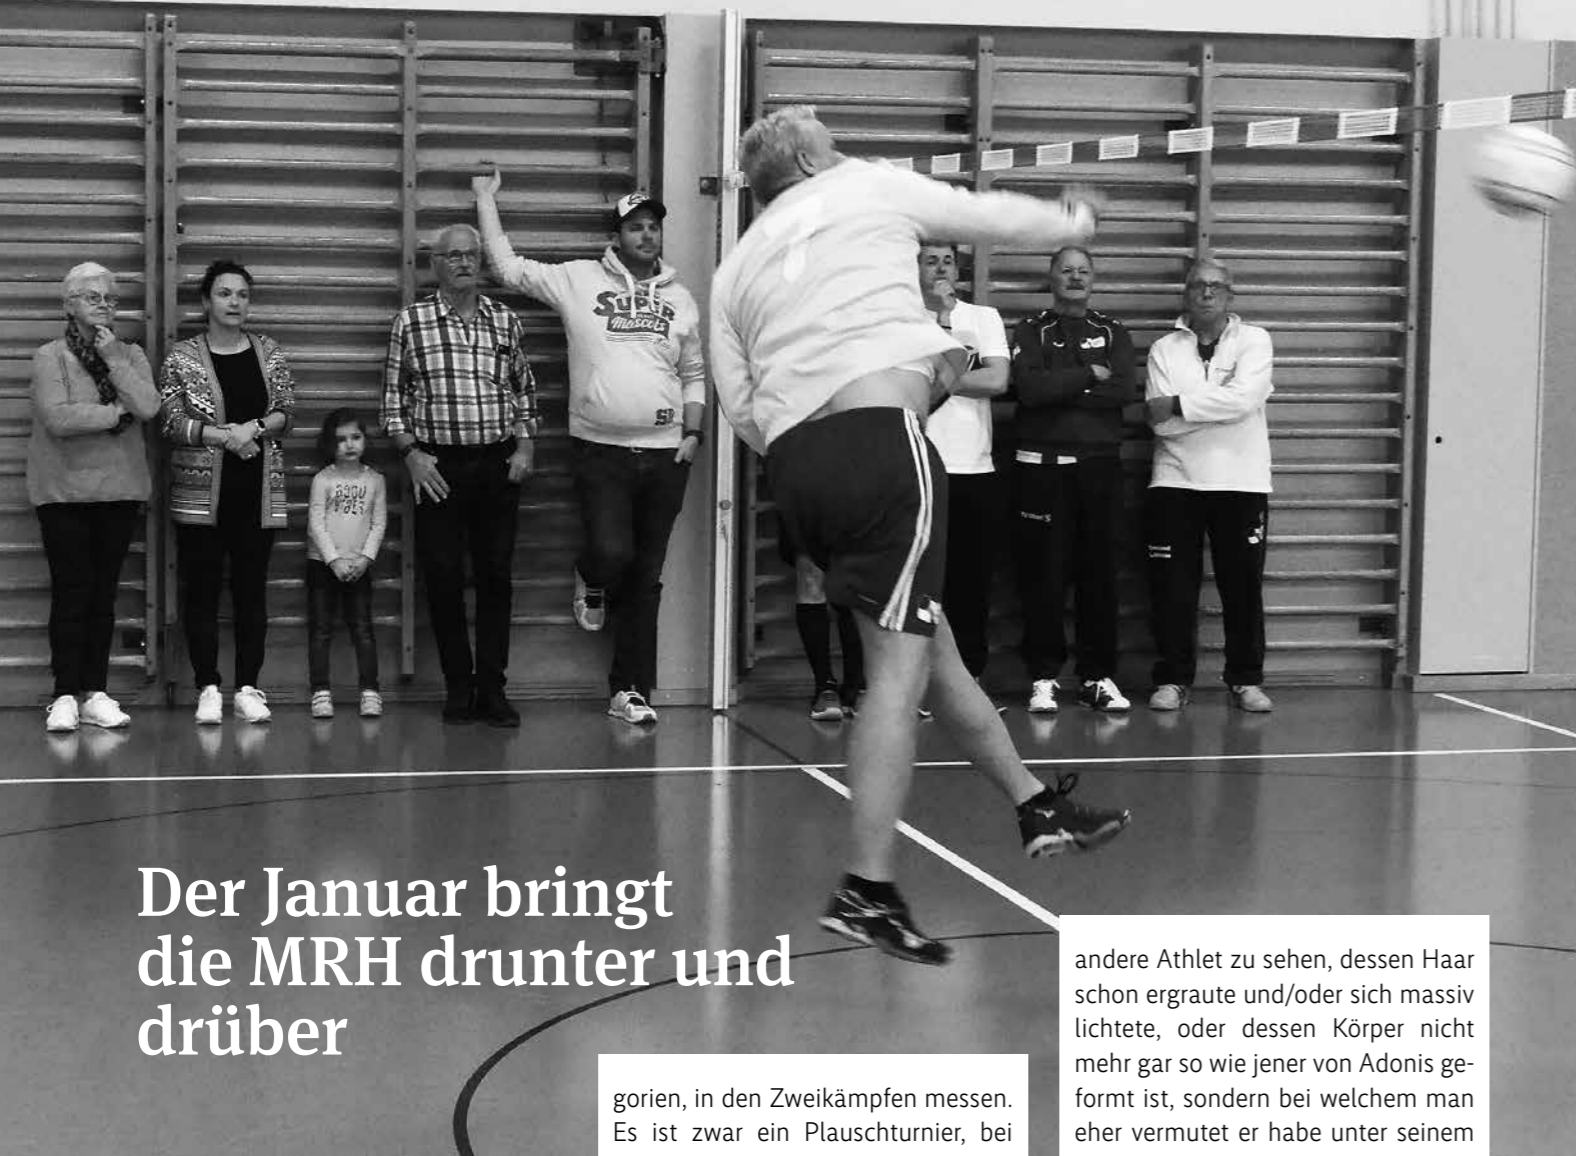 SUPER
Mascots
Der Januar bringt
die MRH drunter und
drüber
gorien, in den Zweikämpfen messen.
Es ist zwar ein Plauschturnier, bei
andere Athlet zu sehen, dessen Haar
schon ergraute und/oder sich massiv
lichtete, oder dessen Körper nicht
mehr gar so wie jener von Adonis ge-
formt ist, sondern bei welchem man
eher vermutet er habe unter seinem